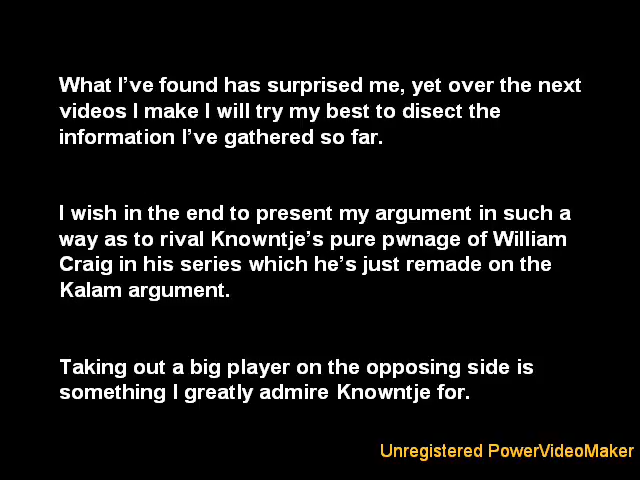 What I’ve found has surprised me, yet over the next
videos I make I will try my best to disect the
information I’ve gathered so far.
I wish in the end to present my argument in such a
way as to rival Knowntje’s pure pwnage of William
Craig in his series which he’s just remade on the
Kalam argument.
Taking out a big player on the opposing side is
something I greatly admire Knowntje for.
Unregistered PowerVideoMaker